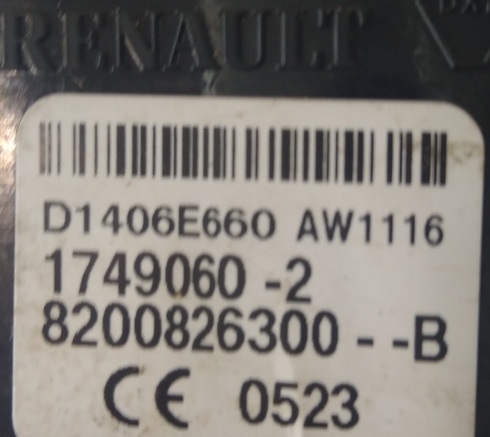 RENAULT
D1406E660 AW1116
1749060 -2
8200826300 - -B
CE 0523